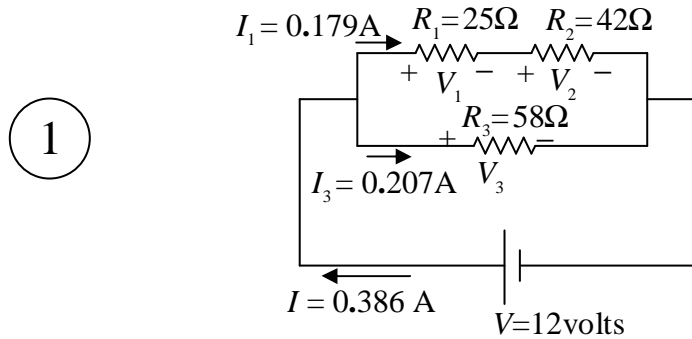 I₁ = 0.179A
R₁=25Ω R₂=42Ω
+ V₁ − + V₂ −
1
R₃=58Ω
+ −
V₃
I₃ = 0.207A
I = 0.386 A
V=12volts